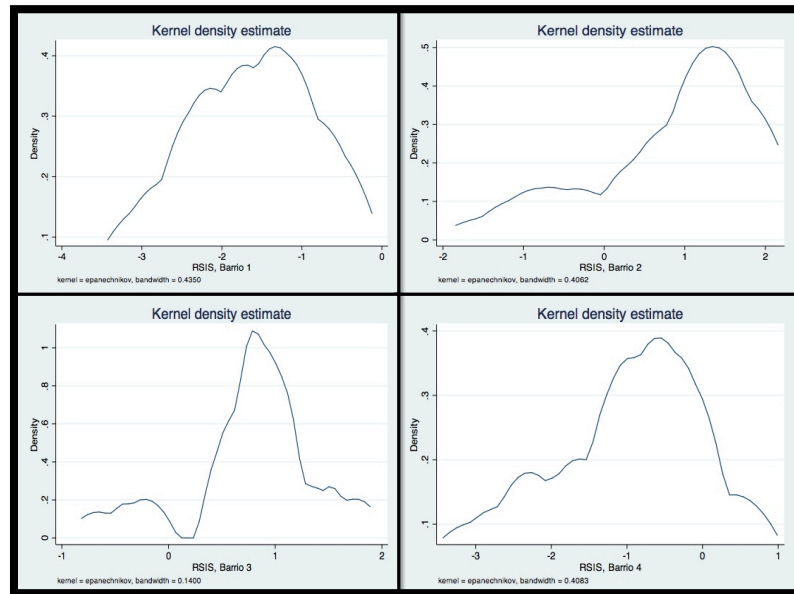 Kernel density estimate
.4
.3
.2
.1
Density
-4 -3 -2 -1 0
RSIS, Barrio 1
kernel = epanechnikov, bandwidth = 0.4350
Kernel density estimate
.5
.4
.3
.2
.1
0
Density
-2 -1 0 1 2
RSIS, Barrio 2
kernel = epanechnikov, bandwidth = 0.4062
Kernel density estimate
1
.8
.6
.4
.2
0
Density
-1 0 1 2
RSIS, Barrio 3
kernel = epanechnikov, bandwidth = 0.1400
Kernel density estimate
.4
.3
.2
.1
Density
-3 -2 -1 0 1
RSIS, Barrio 4
kernel = epanechnikov, bandwidth = 0.4083